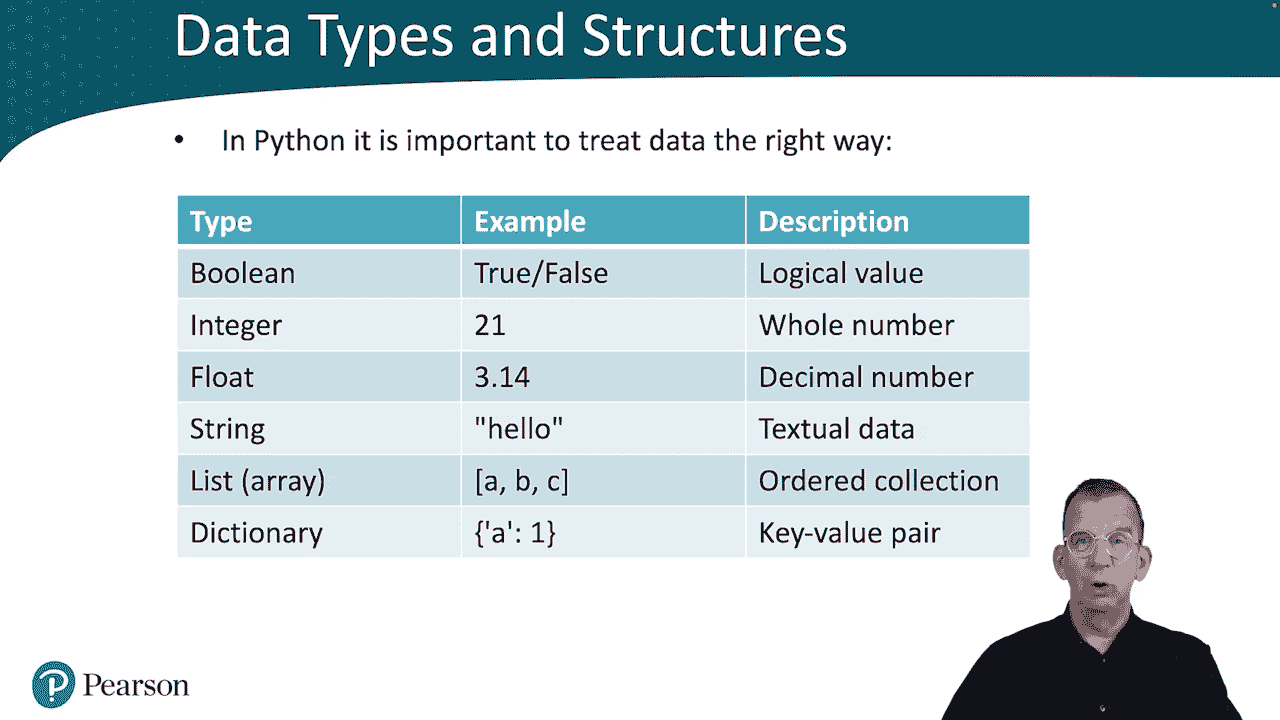 Data Types and Structures
• In Python it is important to treat data the right way:
Type Example Description
Boolean True/False Logical value
Integer 21 Whole number
Float 3.14 Decimal number
String "hello" Textual data
List (array) [a, b, c] Ordered collection
Dictionary {'a': 1} Key-value pair
Pearson